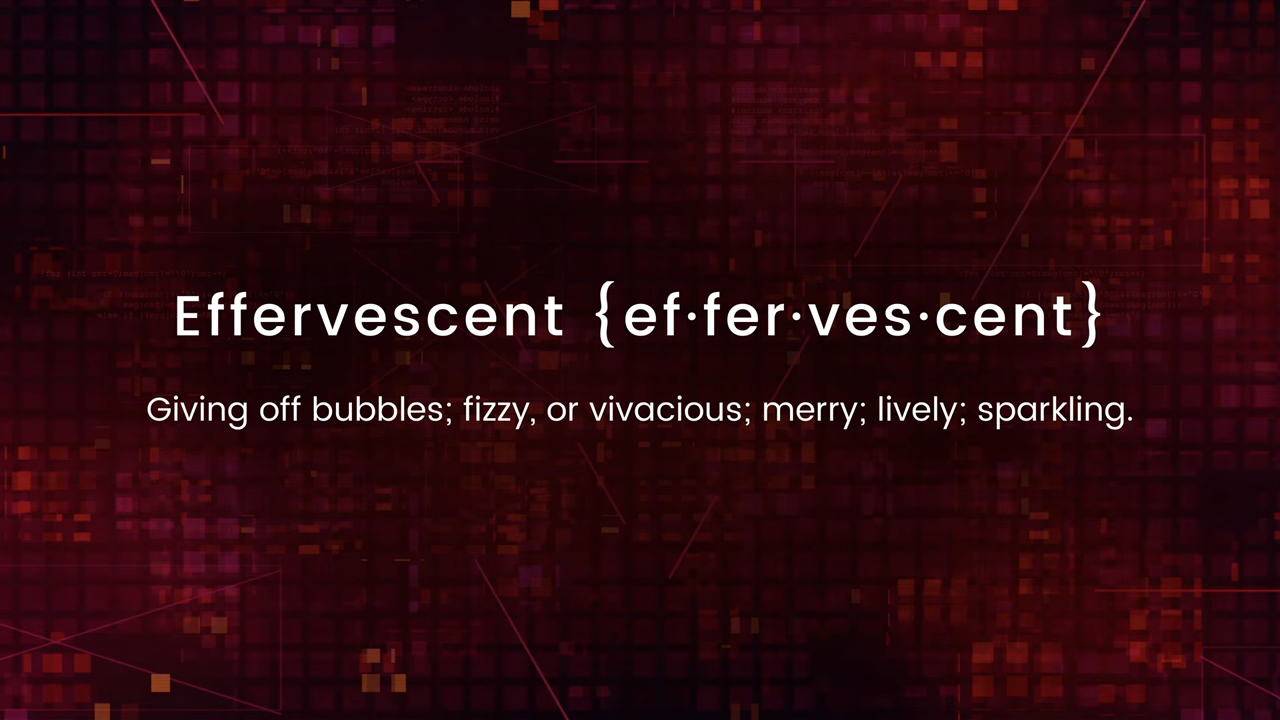 Effervescent {ef·fer·ves·cent}
Giving off bubbles; fizzy, or vivacious; merry; lively; sparkling.